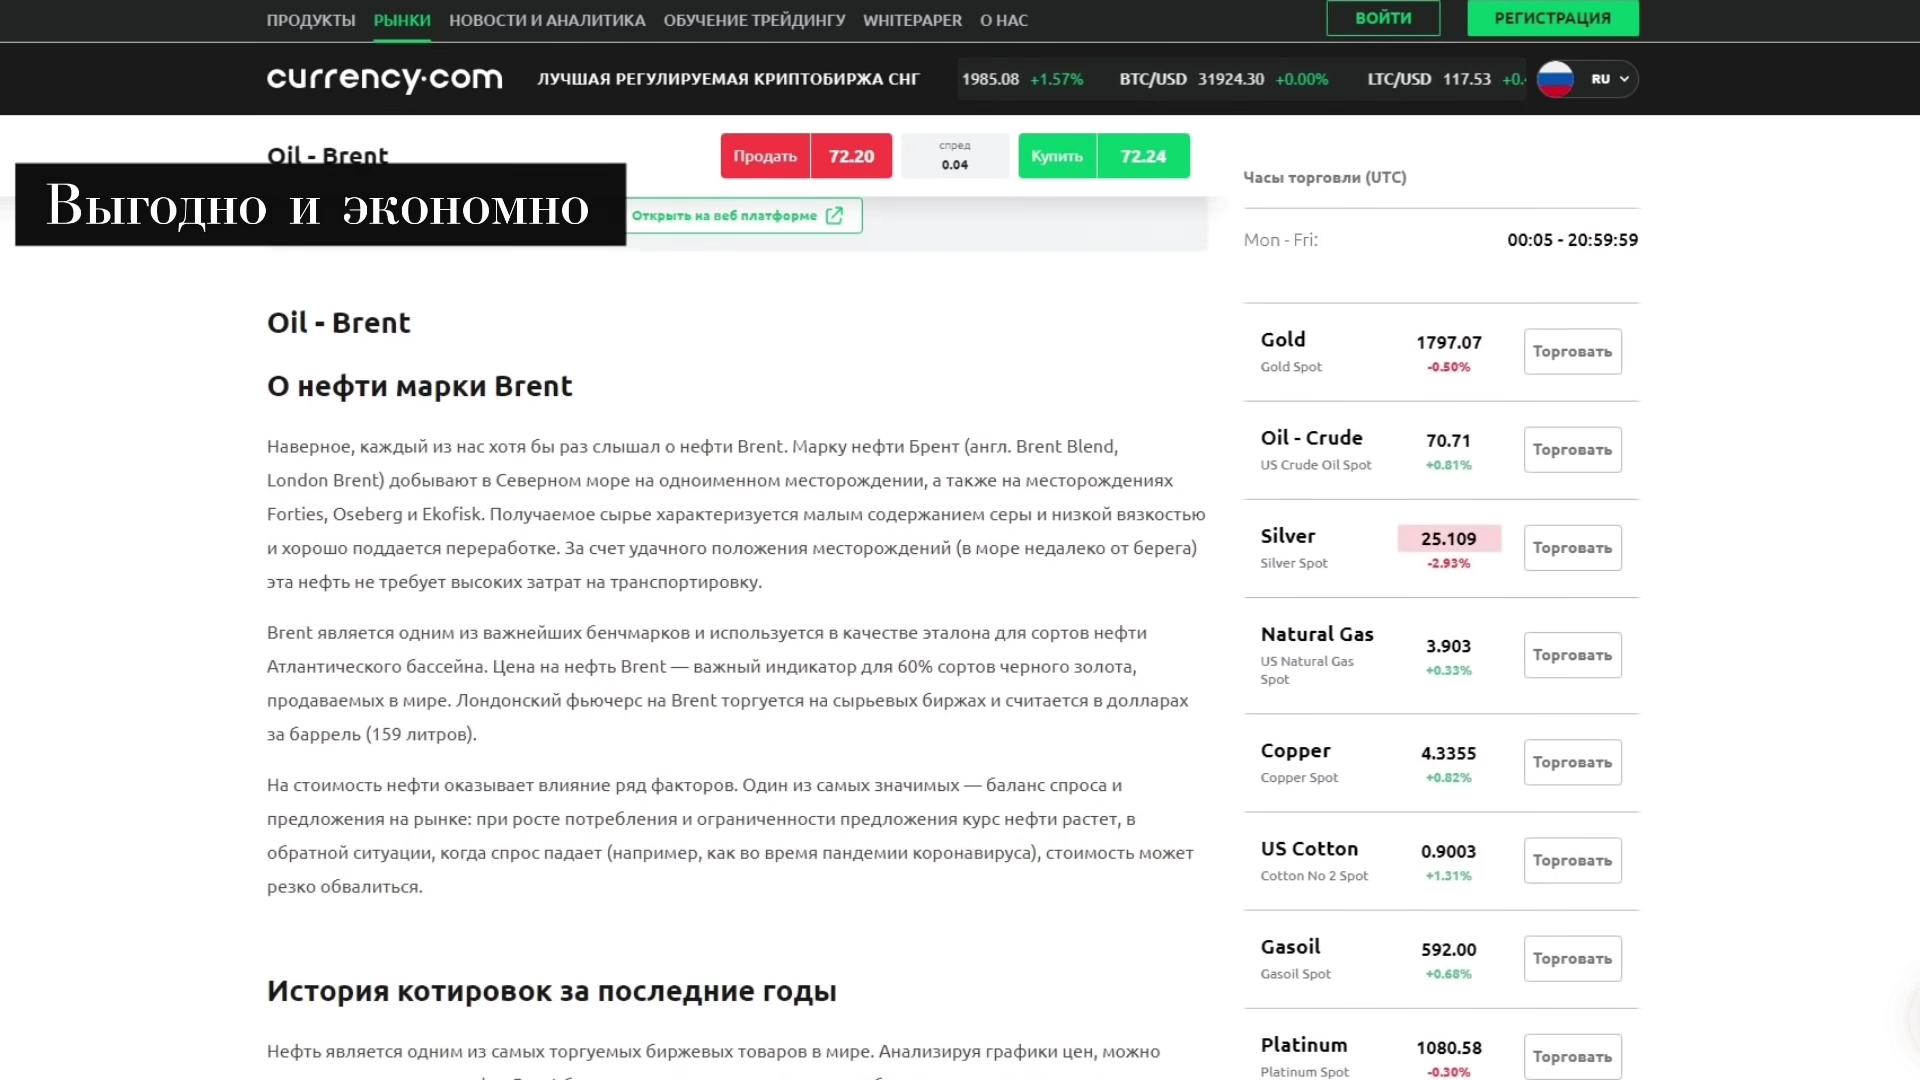 ПРОДУКТЫ РЫНКИ НОВОСТИ И АНАЛИТИКА ОБУЧЕНИЕ ТРЕЙДИНГУ WHITEPAPER О НАС ВОЙТИ РЕГИСТРАЦИЯ
currency.com ЛУЧШАЯ РЕГУЛИРУЕМАЯ КРИПТОБИРЖА СНГ 1985.08 +1.57% BTC/USD 31924.30 +0.00% LTC/USD 117.53 +0. RU
Oil - Brent
Продать 72.20
спред
0.04
Купить 72.24
Выгодно и экономно
Открыть на веб платформе
Oil - Brent
О нефти марки Brent
Наверное, каждый из нас хотя бы раз слышал о нефти Brent. Марку нефти Брент (англ. Brent Blend,
London Brent) добывают в Северном море на одноименном месторождении, а также на месторождениях
Forties, Oseberg и Ekofisk. Получаемое сырье характеризуется малым содержанием серы и низкой вязкостью
и хорошо поддается переработке. За счет удачного положения месторождений (в море недалеко от берега)
эта нефть не требует высоких затрат на транспортировку.
Brent является одним из важнейших бенчмарков и используется в качестве эталона для сортов нефти
Атлантического бассейна. Цена на нефть Brent — важный индикатор для 60% сортов черного золота,
продаваемых в мире. Лондонский фьючерс на Brent торгуется на сырьевых биржах и считается в долларах
за баррель (159 литров).
На стоимость нефти оказывает влияние ряд факторов. Один из самых значимых — баланс спроса и
предложения на рынке: при росте потребления и ограниченности предложения курс нефти растет, в
обратной ситуации, когда спрос падает (например, как во время пандемии коронавируса), стоимость может
резко обвалиться.
История котировок за последние годы
Нефть является одним из самых торгуемых биржевых товаров в мире. Анализируя графики цен, можно
Часы торговли (UTC)
Mon - Fri: 00:05 - 20:59:59
Gold 1797.07 Торговать
Gold Spot -0.50%
Oil - Crude 70.71 Торговать
US Crude Oil Spot +0.81%
Silver 25.109 Торговать
Silver Spot -2.93%
Natural Gas 3.903 Торговать
US Natural Gas +0.33%
Spot
Copper 4.3355 Торговать
Copper Spot +0.82%
US Cotton 0.9003 Торговать
Cotton No 2 Spot +1.31%
Gasoil 592.00 Торговать
Gasoil Spot +0.68%
Platinum 1080.58 Торговать
Platinum Spot -0.30%